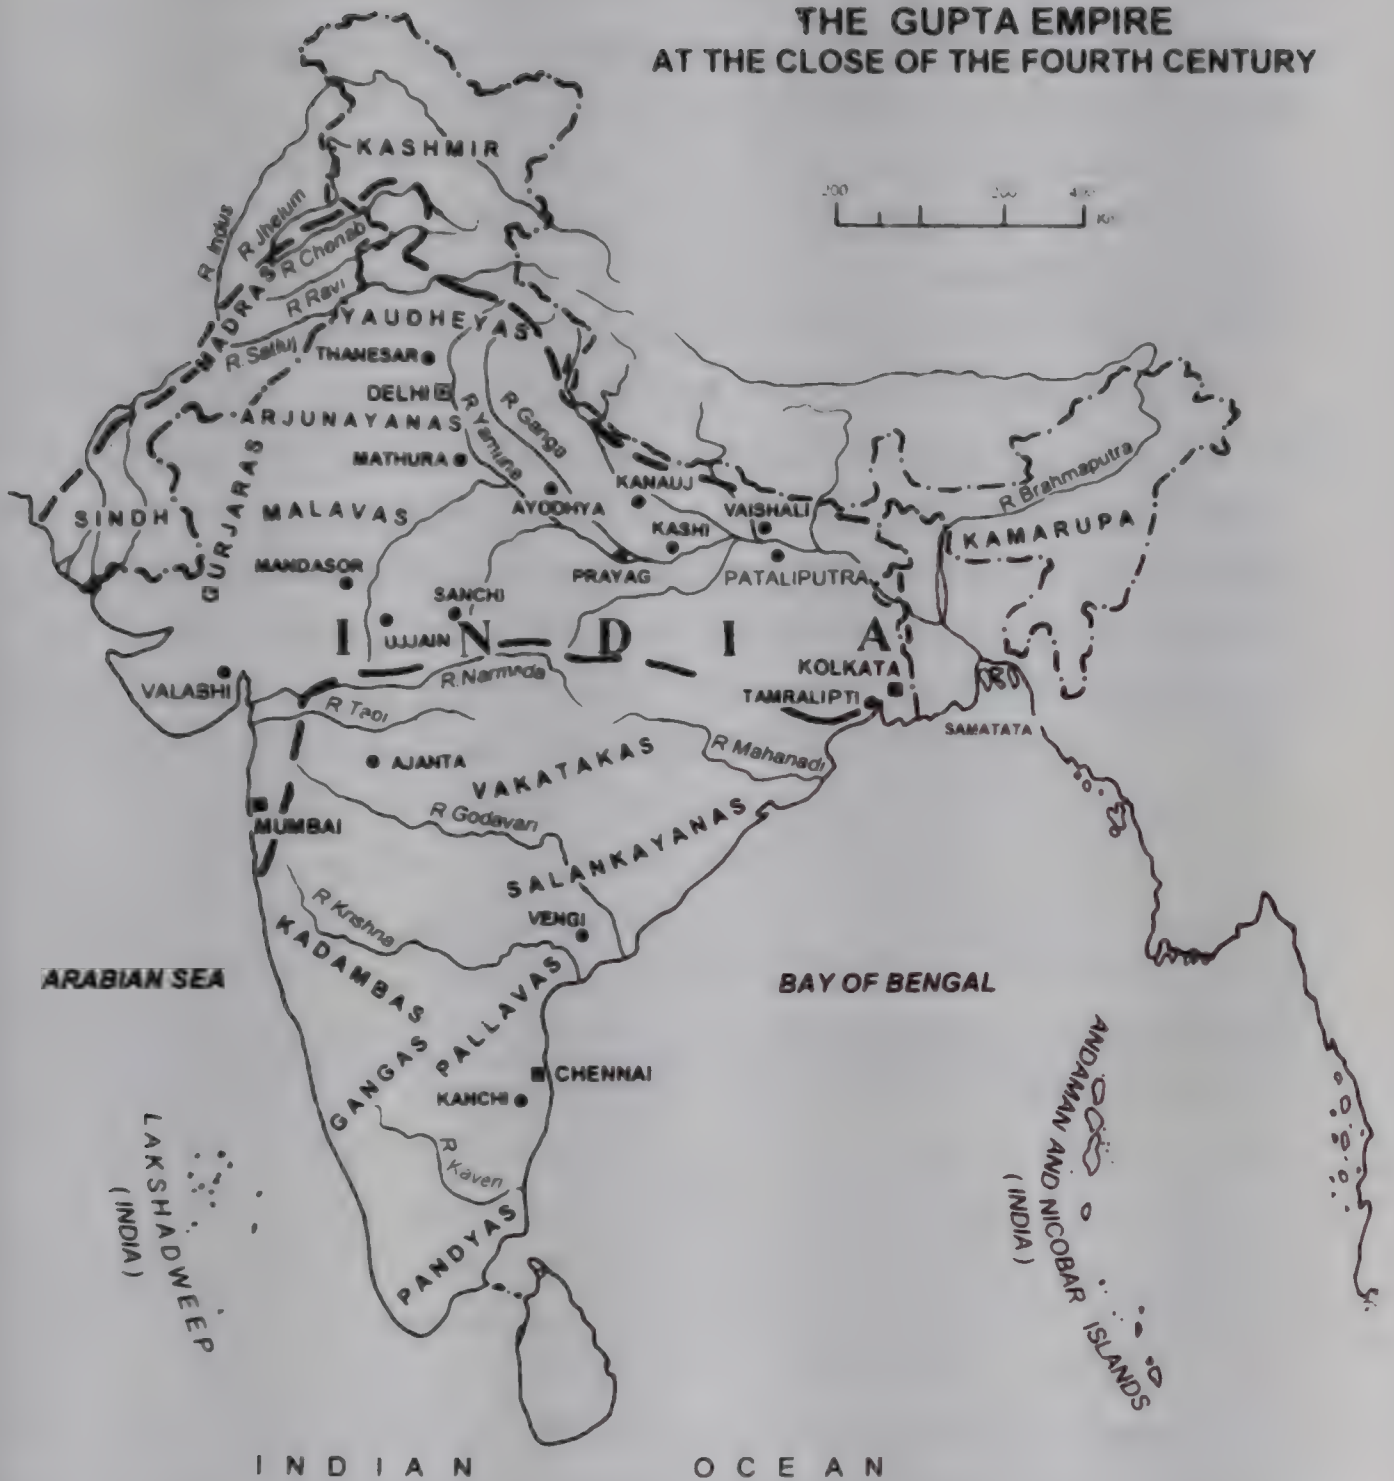 THE GUPTA EMPIRE
AT THE CLOSE OF THE FOURTH CENTURY
KASHMIR
R Indus
R Jhelum
R Chenab
R Ravi
MADRAS
R. Satluj
YAUDHEYAS
THANESAR
DELHI
ARJUNAYANAS
R Yamuna
R Ganga
MATHURA
GURJARAS
KANAUJ
R Brahmaputra
SINDH
MALAVAS
AYODHYA
VAISHALI
KASHI
KAMARUPA
MANDASOR
PRAYAG
PATALIPUTRA
SANCHI
I N D I A
UJJAIN
KOLKATA
R. Narmada
VALABHI
TAMRALIPTI
R Tapi
SAMATATA
R Mahanadi
AJANTA
VAKATAKAS
R Godavari
MUMBAI
SALANKAYANAS
R Krishna
VENGI
KADAMBAS
ARABIAN SEA
BAY OF BENGAL
PALLAVAS
GANGAS
CHENNAI
KANCHI
R Kaveri
LAKSHADWEEP
(INDIA)
ANDAMAN AND NICOBAR ISLANDS
(INDIA)
PANDYAS
INDIAN OCEAN